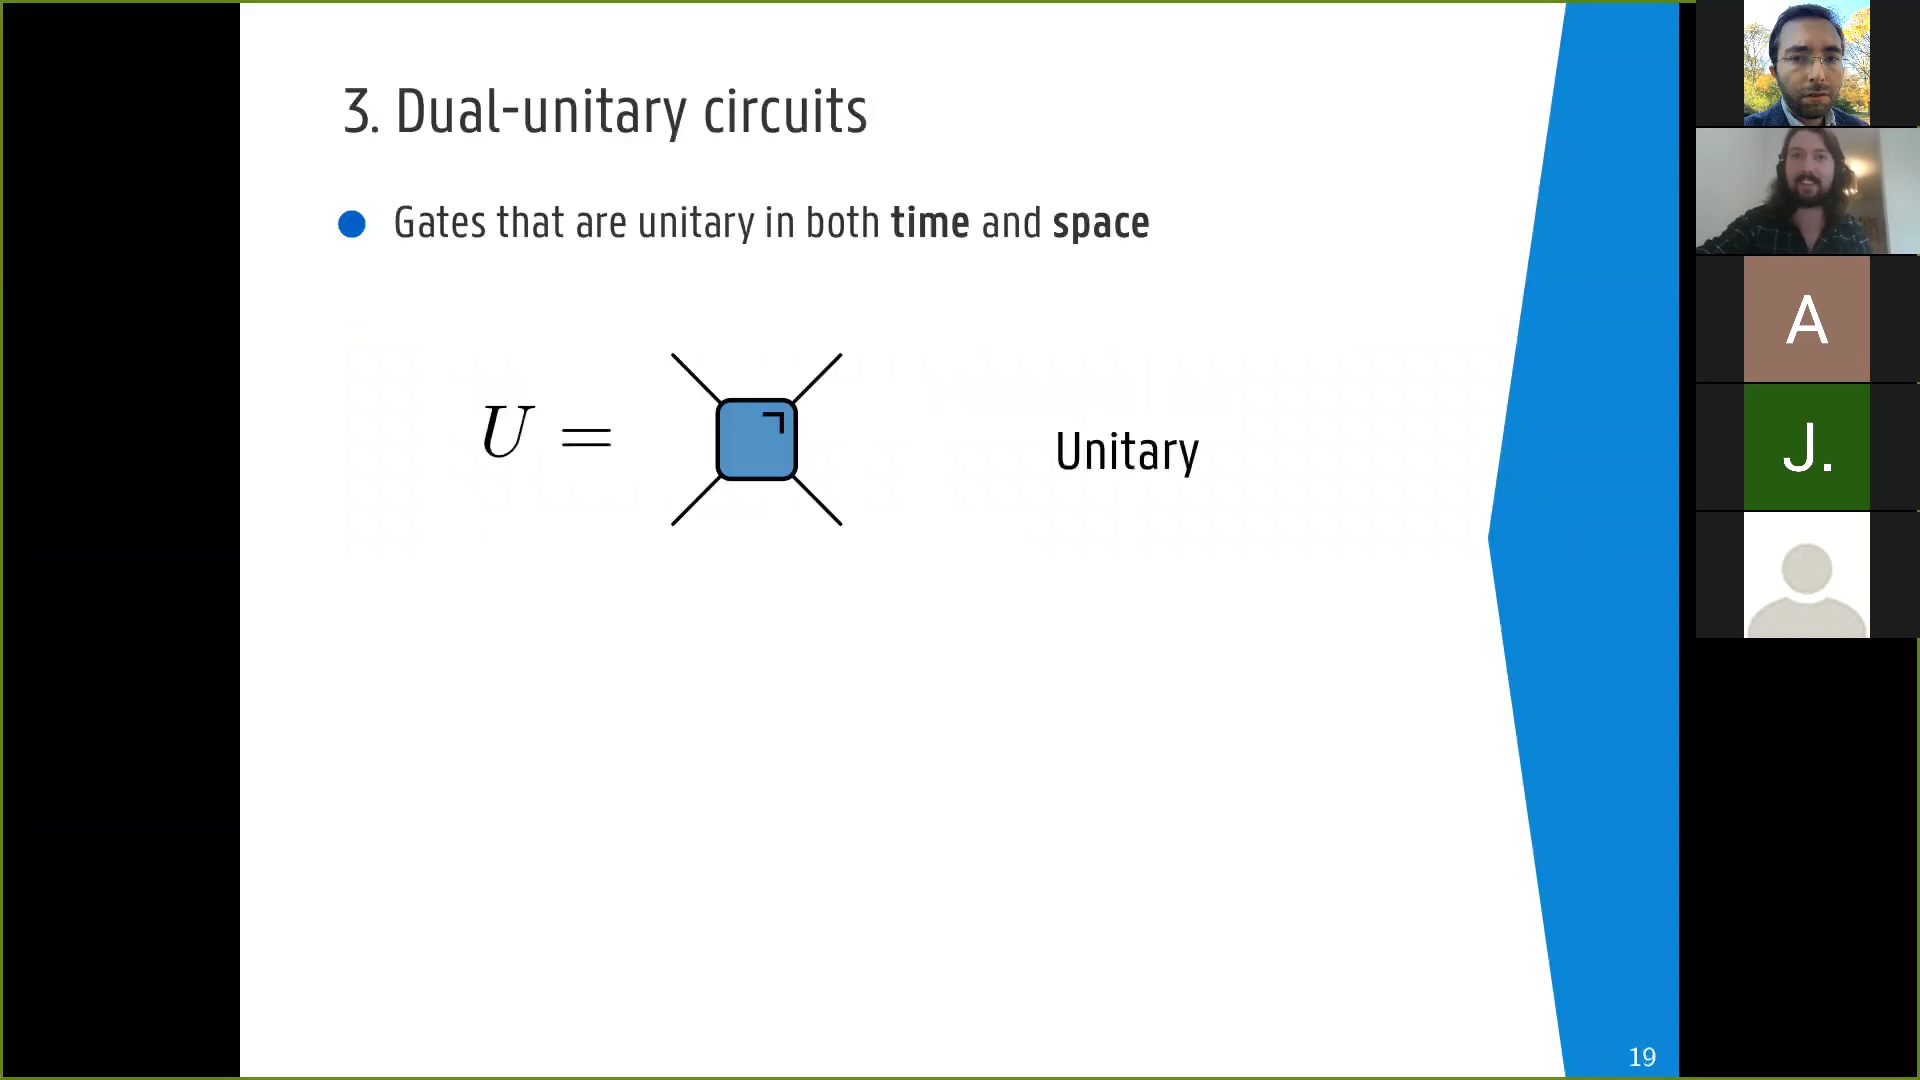 3. Dual-unitary circuits
Gates that are unitary in both time and space
U =
Unitary
19
A
J.